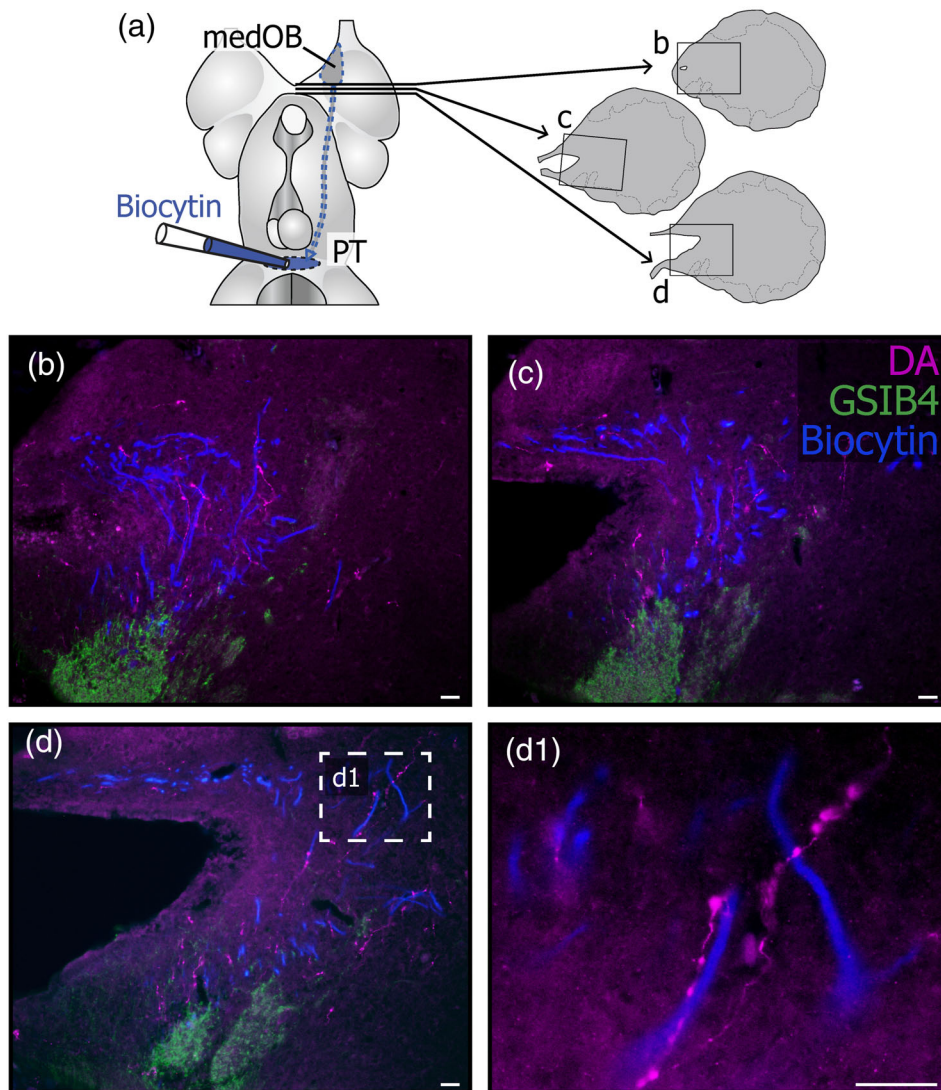 (a)
medOB
b
c
Biocytin
PT
d
(b)
(c)
DA
GSIB4
Biocytin
(d)
d1
(d1)